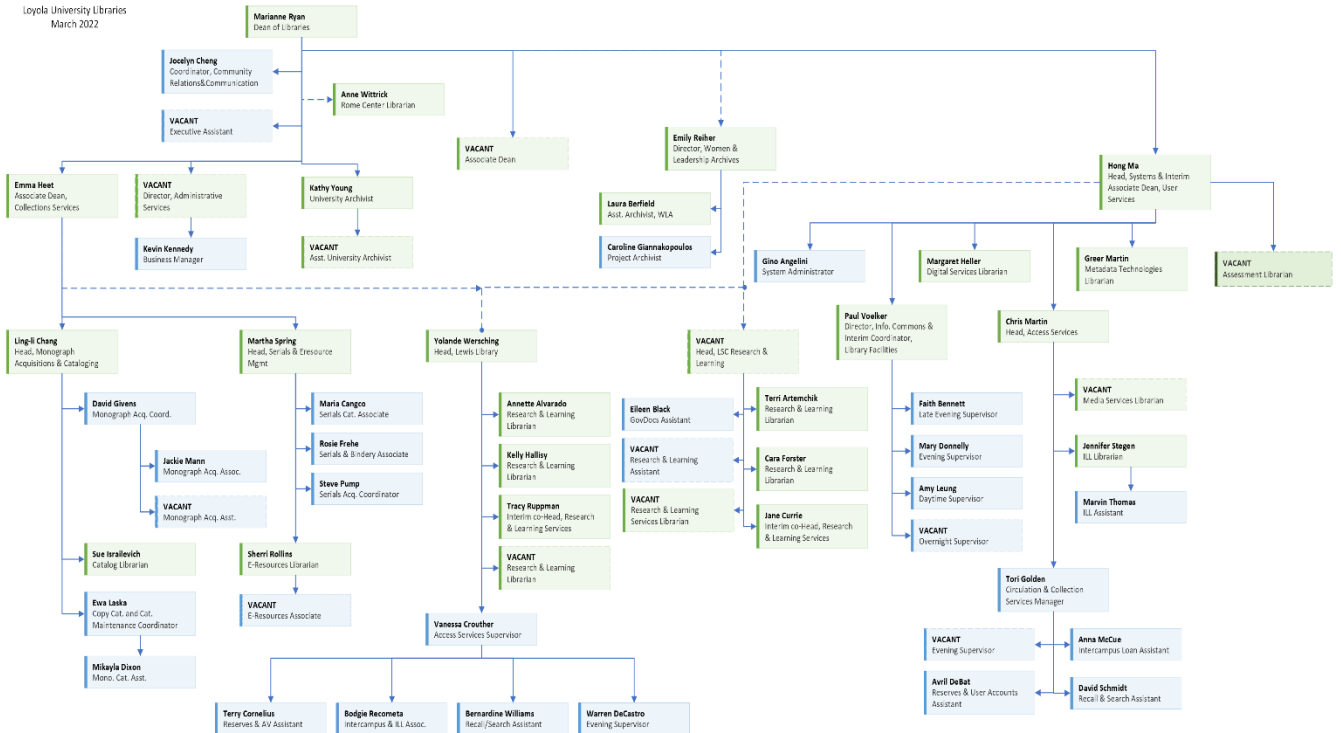 Loyola University Libraries
March 2022
Marianne Ryan
Dean of Libraries
Jocelyn Cheng
Coordinator, Community
Relations&Communication
Anne Wittrick
Rome Center Librarian
VACANT
Executive Assistant
VACANT
Associate Dean
Emily Reiher
Director, Women &
Leadership Archives
Hong Ma
Head, Systems & Interim
Associate Dean, User
Services
Emma Heet
Associate Dean,
Collections Services
VACANT
Director, Administrative
Services
Kathy Young
University Archivist
Laura Berfield
Asst. Archivist, WLA
Kevin Kennedy
Business Manager
VACANT
Asst. University Archivist
Caroline Giannakopoulos
Project Archivist
Gino Angelini
System Administrator
Margaret Heller
Digital Services Librarian
Greer Martin
Metadata Technologies
Librarian
VACANT
Assessment Librarian
Ling-li Chang
Head, Monograph
Acquisitions & Cataloging
Martha Spring
Head, Serials & Eresource
Mgmt
Yolande Wersching
Head, Lewis Library
VACANT
Head, LSC Research &
Learning
Paul Voelker
Director, Info. Commons &
Interim Coordinator,
Library Facilities
Chris Martin
Head, Access Services
David Givens
Monograph Acq. Coord.
Jackie Mann
Monograph Acq. Assoc.
VACANT
Monograph Acq. Asst.
Sue Israilevich
Catalog Librarian
Ewa Laska
Copy Cat. and Cat.
Maintenance Coordinator
Mikayla Dixon
Mono. Cat. Asst.
Maria Cangco
Serials Cat. Associate
Rosie Frehe
Serials & Bindery Associate
Steve Pump
Serials Acq. Coordinator
Sherri Rollins
E-Resources Librarian
VACANT
E-Resources Associate
Annette Alvarado
Research & Learning
Librarian
Kelly Hallisy
Research & Learning
Librarian
Tracy Ruppman
Interim co-Head, Research
& Learning Services
VACANT
Research & Learning
Librarian
Vanessa Crouther
Access Services Supervisor
Terry Cornelius
Reserves & AV Assistant
Bodgie Recometa
Intercampus & ILL Assoc.
Bernardine Williams
Recall/Search Assistant
Warren DeCastro
Evening Supervisor
Eileen Black
GovDocs Assistant
VACANT
Research & Learning
Assistant
VACANT
Research & Learning
Services Librarian
Terri Artemchik
Research & Learning
Librarian
Cara Forster
Research & Learning
Librarian
Jane Currie
Interim co-Head, Research
& Learning Services
Faith Bennett
Late Evening Supervisor
Mary Donnelly
Evening Supervisor
Amy Leung
Daytime Supervisor
VACANT
Overnight Supervisor
VACANT
Media Services Librarian
Jennifer Stegen
ILL Librarian
Marvin Thomas
ILL Assistant
Tori Golden
Circulation & Collection
Services Manager
VACANT
Evening Supervisor
Anna McCue
Intercampus Loan Assistant
Avril DeBat
Reserves & User Accounts
Assistant
David Schmidt
Recall & Search Assistant